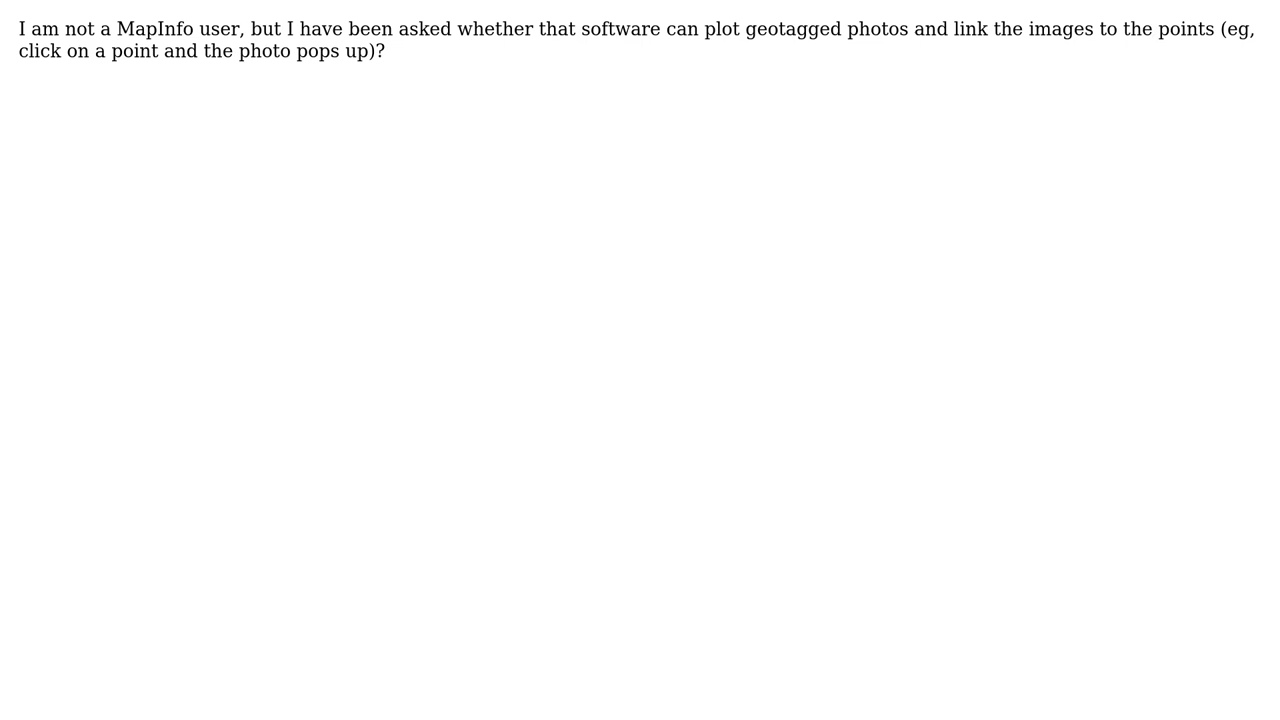 I am not a MapInfo user, but I have been asked whether that software can plot geotagged photos and link the images to the points (eg,
click on a point and the photo pops up)?